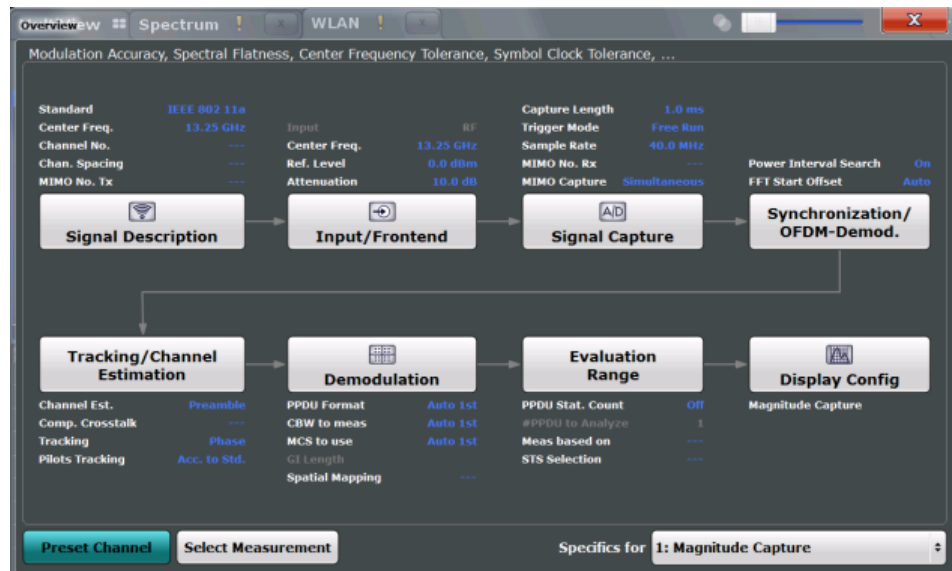 Overview
Spectrum !
x
WLAN !
x
X
Modulation Accuracy, Spectral Flatness, Center Frequency Tolerance, Symbol Clock Tolerance, ...
Standard IEEE 802 11a
Center Freq. 13.25 GHz
Channel No. ---
Chan. Spacing ---
MIMO No. Tx ---
Signal Description
Input RF
Center Freq. 13.25 GHz
Ref. Level 0.0 dBm
Attenuation 10.0 dB
Input/Frontend
Capture Length 1.0 ms
Trigger Mode Free Run
Sample Rate 40.0 MHz
MIMO No. Rx ---
MIMO Capture Simultaneous
A/D
Signal Capture
Power Interval Search On
FFT Start Offset Auto
Synchronization/
OFDM-Demod.
Tracking/Channel
Estimation
Channel Est. Preamble
Comp. Crosstalk ---
Tracking Phase
Pilots Tracking Acc. to Std.
Demodulation
PPDU Format Auto 1st
CBW to meas Auto 1st
MCS to use Auto 1st
GI Length
Spatial Mapping ---
Evaluation
Range
PPDU Stat. Count Off
#PPDU to Analyze 1
Meas based on ---
STS Selection ---
Display Config
Magnitude Capture
Preset Channel
Select Measurement
Specifics for 1: Magnitude Capture